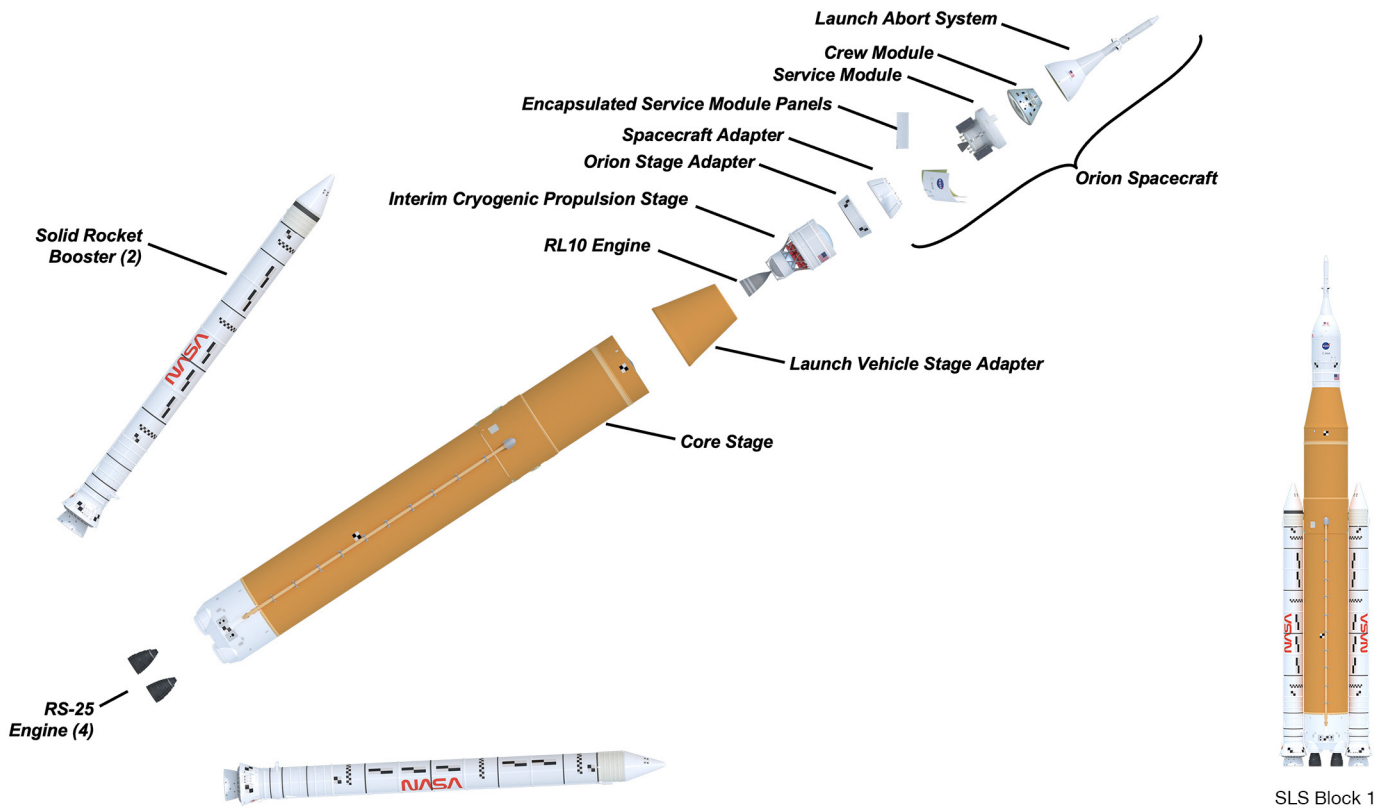 Launch Abort System
Crew Module
Service Module
Encapsulated Service Module Panels
Spacecraft Adapter
Orion Stage Adapter
Interim Cryogenic Propulsion Stage
RL10 Engine
Orion Spacecraft
Solid Rocket
Booster (2)
NASA
Launch Vehicle Stage Adapter
Core Stage
RS-25
Engine (4)
NASA
NASA
NASA
SLS Block 1